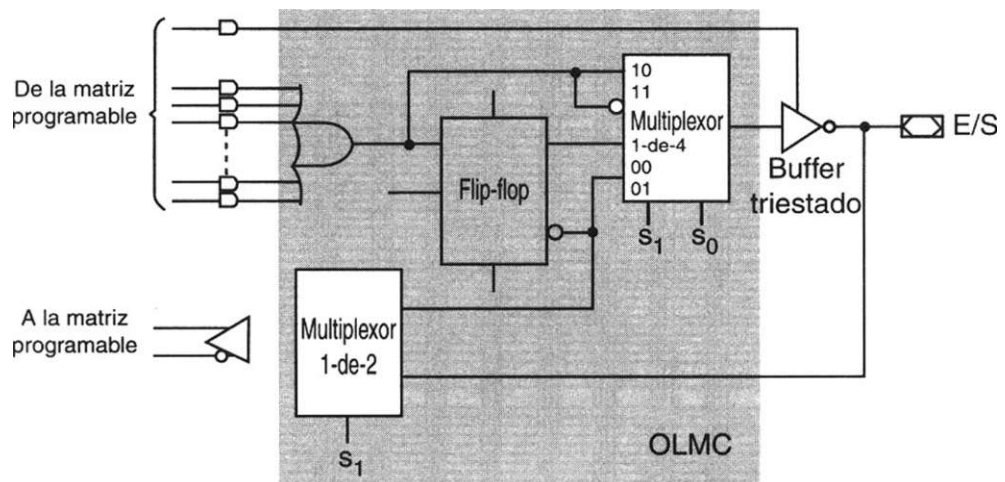 De la matriz
programable
10
11
Multiplexor
1-de-4
00
01
S1
S0
Flip-flop
E/S
Buffer
triestado
A la matriz
programable
Multiplexor
1-de-2
S1
OLMC